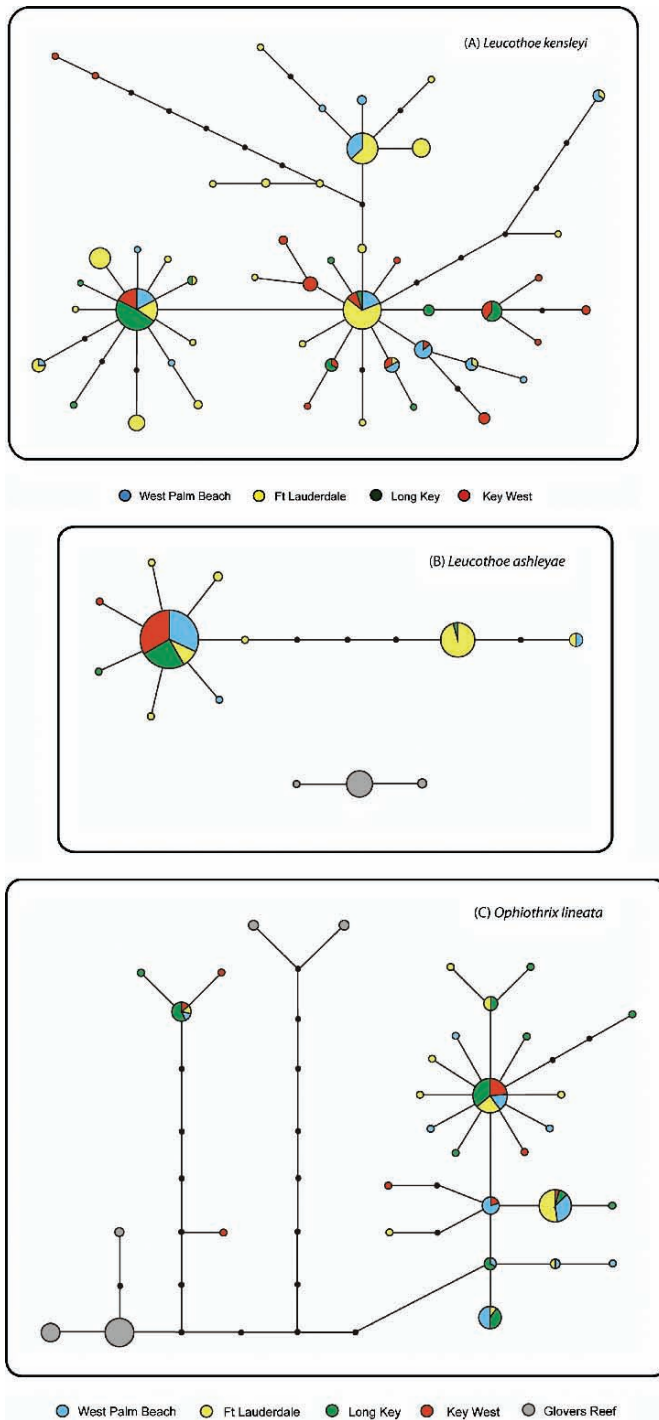 (A) Leucothoe kensleyi
West Palm Beach Ft Lauderdale Long Key Key West
(B) Leucothoe ashleyae
(C) Ophiothrix lineata
West Palm Beach Ft Lauderdale Long Key Key West Glovers Reef